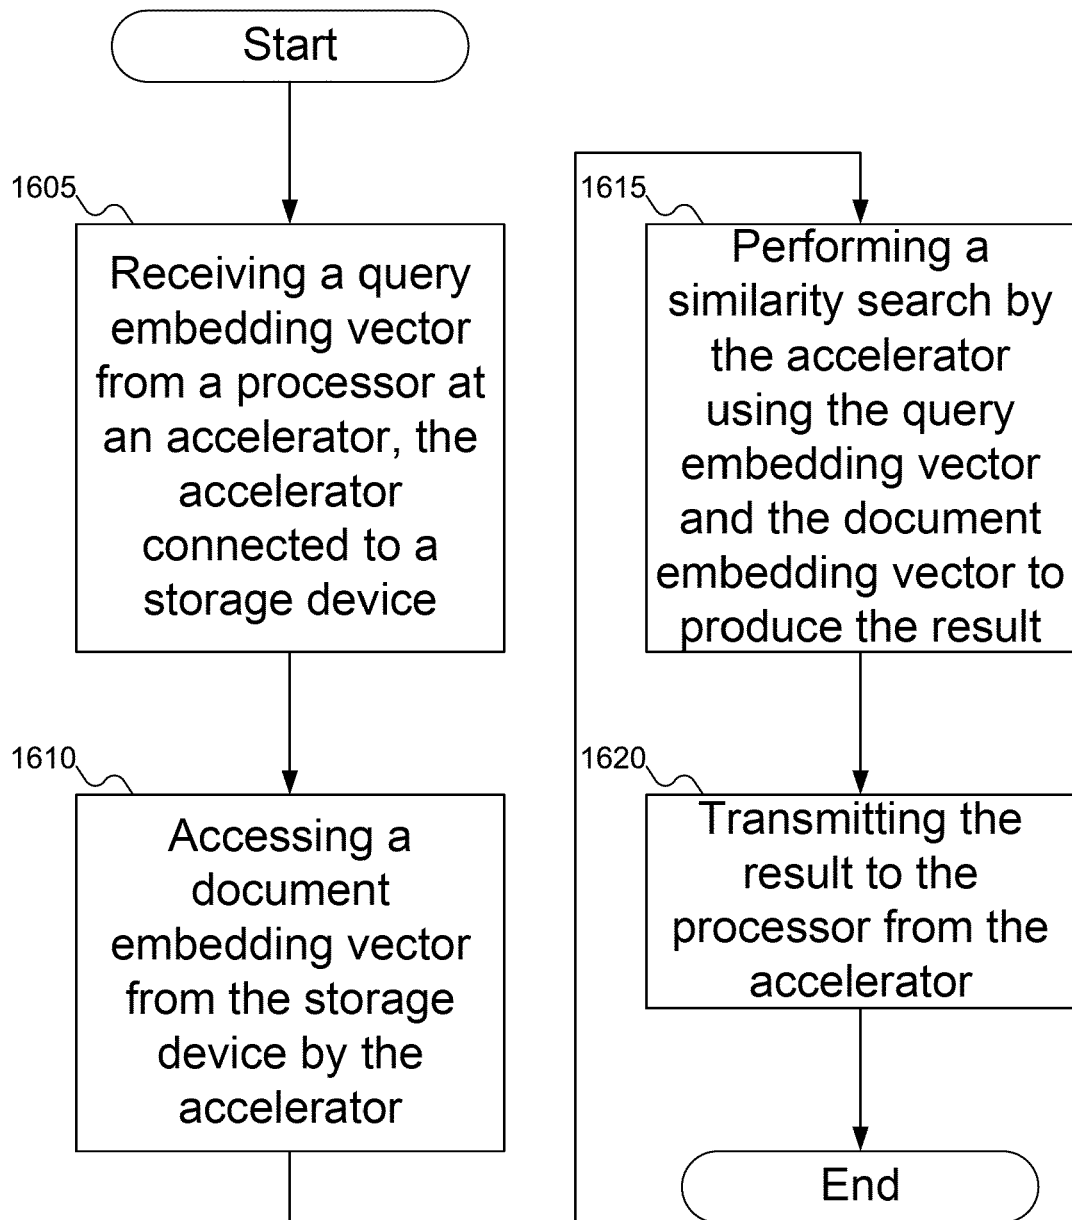 Start
1605
Receiving a query
embedding vector
from a processor at
an accelerator, the
accelerator
connected to a
storage device
1610
Accessing a
document
embedding vector
from the storage
device by the
accelerator
1615
Performing a
similarity search by
the accelerator
using the query
embedding vector
and the document
embedding vector to
produce the result
1620
Transmitting the
result to the
processor from the
accelerator
End